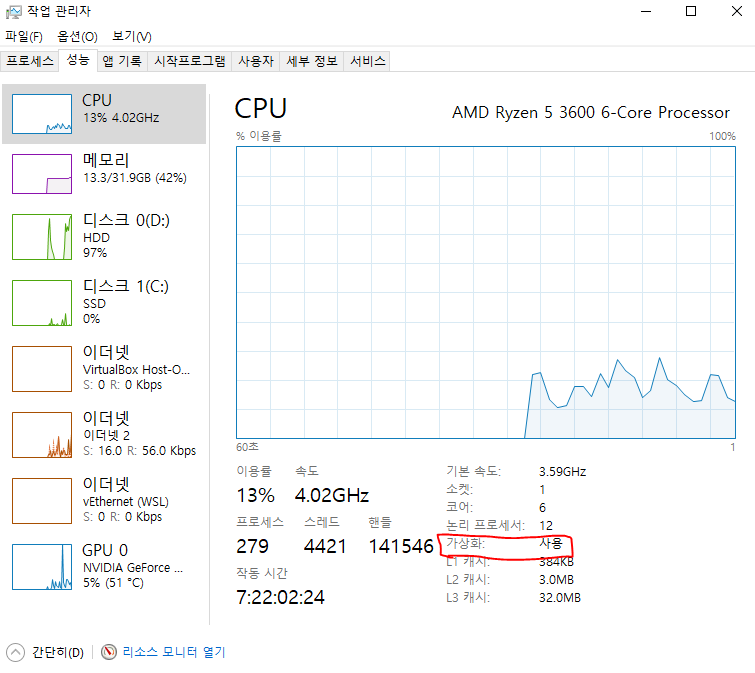 작업 관리자
파일(F) 옵션(O) 보기(V)
프로세스 성능 앱 기록 시작프로그램 사용자 세부 정보 서비스
CPU
13% 4.02GHz
메모리
13.3/31.9GB (42%)
디스크 0(D:)
HDD
97%
디스크 1(C:)
SSD
0%
이더넷
VirtualBox Host-O...
S: 0 R: 0 Kbps
이더넷
이더넷 2
S: 16.0 R: 56.0 Kbps
이더넷
vEthernet (WSL)
S: 0 R: 0 Kbps
GPU 0
NVIDIA GeForce ...
5% (51 °C)
CPU AMD Ryzen 5 3600 6-Core Processor
% 이용률 100%
60초 1
이용률 속도
13% 4.02GHz
프로세스 스레드 핸들
279 4421 141546
작동 시간
7:22:02:24
기본 속도: 3.59GHz
소켓: 1
코어: 6
논리 프로세서: 12
가상화: 사용
L1 캐시: 384KB
L2 캐시: 3.0MB
L3 캐시: 32.0MB
간단히(D) 리소스 모니터 열기